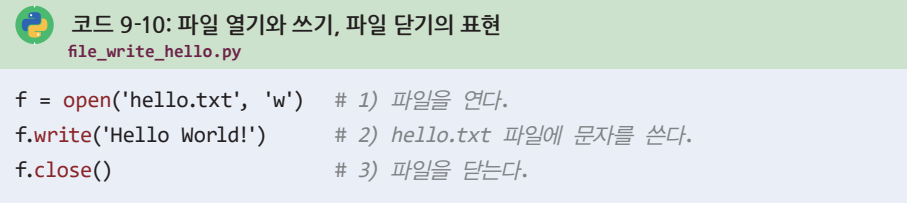 코드 9-10: 파일 열기와 쓰기, 파일 닫기의 표현
file_write_hello.py
f = open('hello.txt', 'w')  # 1) 파일을 연다.
f.write('Hello World!')  # 2) hello.txt 파일에 문자를 쓴다.
f.close()  # 3) 파일을 닫는다.